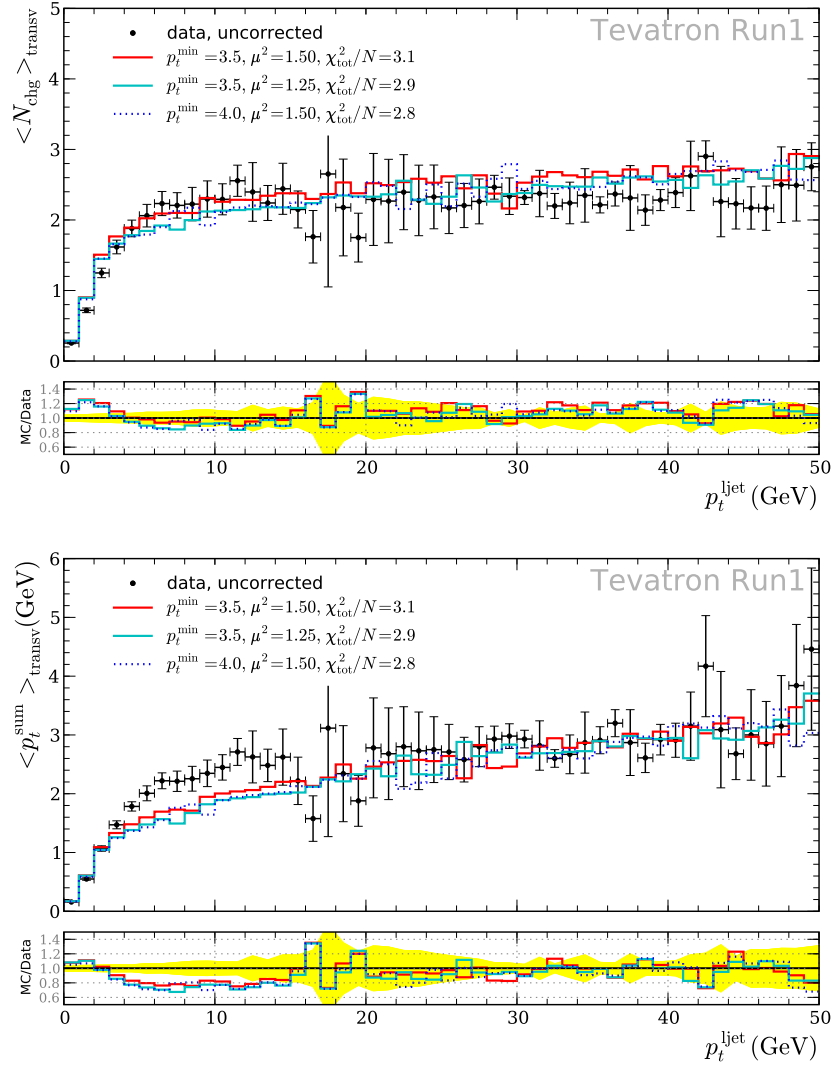 5
Tevatron Run1
data, uncorrected
p_t^min = 3.5, μ² = 1.50, χ²_tot/N = 3.1
p_t^min = 3.5, μ² = 1.25, χ²_tot/N = 2.9
p_t^min = 4.0, μ² = 1.50, χ²_tot/N = 2.8
<N_chg>_transv
4
3
2
1
0
MC/Data
1.4
1.2
1.0
0.8
0.6
0 10 20 30 40 50
p_t^ljet (GeV)
6
Tevatron Run1
data, uncorrected
p_t^min = 3.5, μ² = 1.50, χ²_tot/N = 3.1
p_t^min = 3.5, μ² = 1.25, χ²_tot/N = 2.9
p_t^min = 4.0, μ² = 1.50, χ²_tot/N = 2.8
<p_t^sum>_transv(GeV)
5
4
3
2
1
0
MC/Data
1.4
1.2
1.0
0.8
0.6
0 10 20 30 40 50
p_t^ljet (GeV)